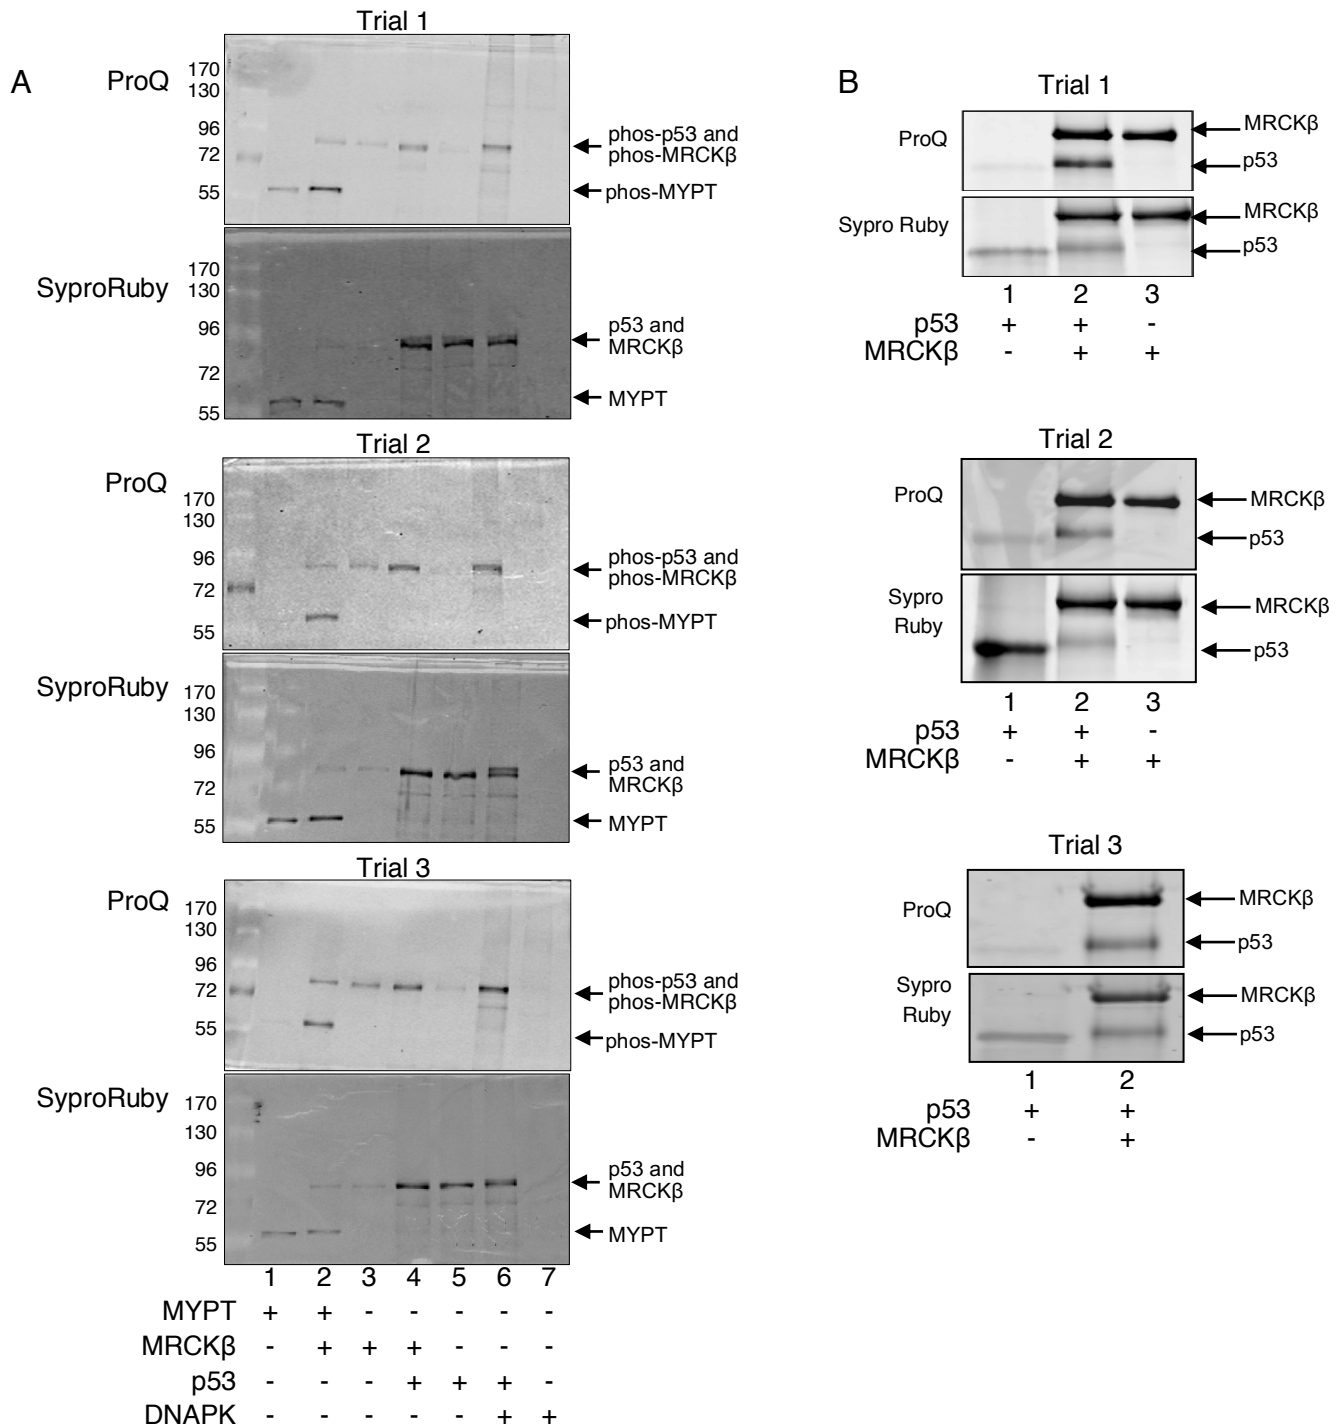 A
Trial 1
ProQ
170
130
96
72
55
phos-p53 and
phos-MRCKβ
phos-MYPT
SyproRuby
170
130
96
72
55
p53 and
MRCKβ
MYPT
Trial 2
ProQ
170
130
96
72
55
phos-p53 and
phos-MRCKβ
phos-MYPT
SyproRuby
170
130
96
72
55
p53 and
MRCKβ
MYPT
Trial 3
ProQ
170
130
96
72
55
phos-p53 and
phos-MRCKβ
phos-MYPT
SyproRuby
170
130
96
72
55
p53 and
MRCKβ
MYPT
1 2 3 4 5 6 7
MYPT + + - - - - -
MRCKβ - + + + - - -
p53 - - - + + + -
DNAPK - - - - - + +
B
Trial 1
ProQ
MRCKβ
p53
Sypro Ruby
MRCKβ
p53
1 2 3
p53 + + -
MRCKβ - + +
Trial 2
ProQ
MRCKβ
p53
Sypro
Ruby
MRCKβ
p53
1 2 3
p53 + + -
MRCKβ - + +
Trial 3
ProQ
MRCKβ
p53
Sypro
Ruby
MRCKβ
p53
1 2
p53 + +
MRCKβ - +